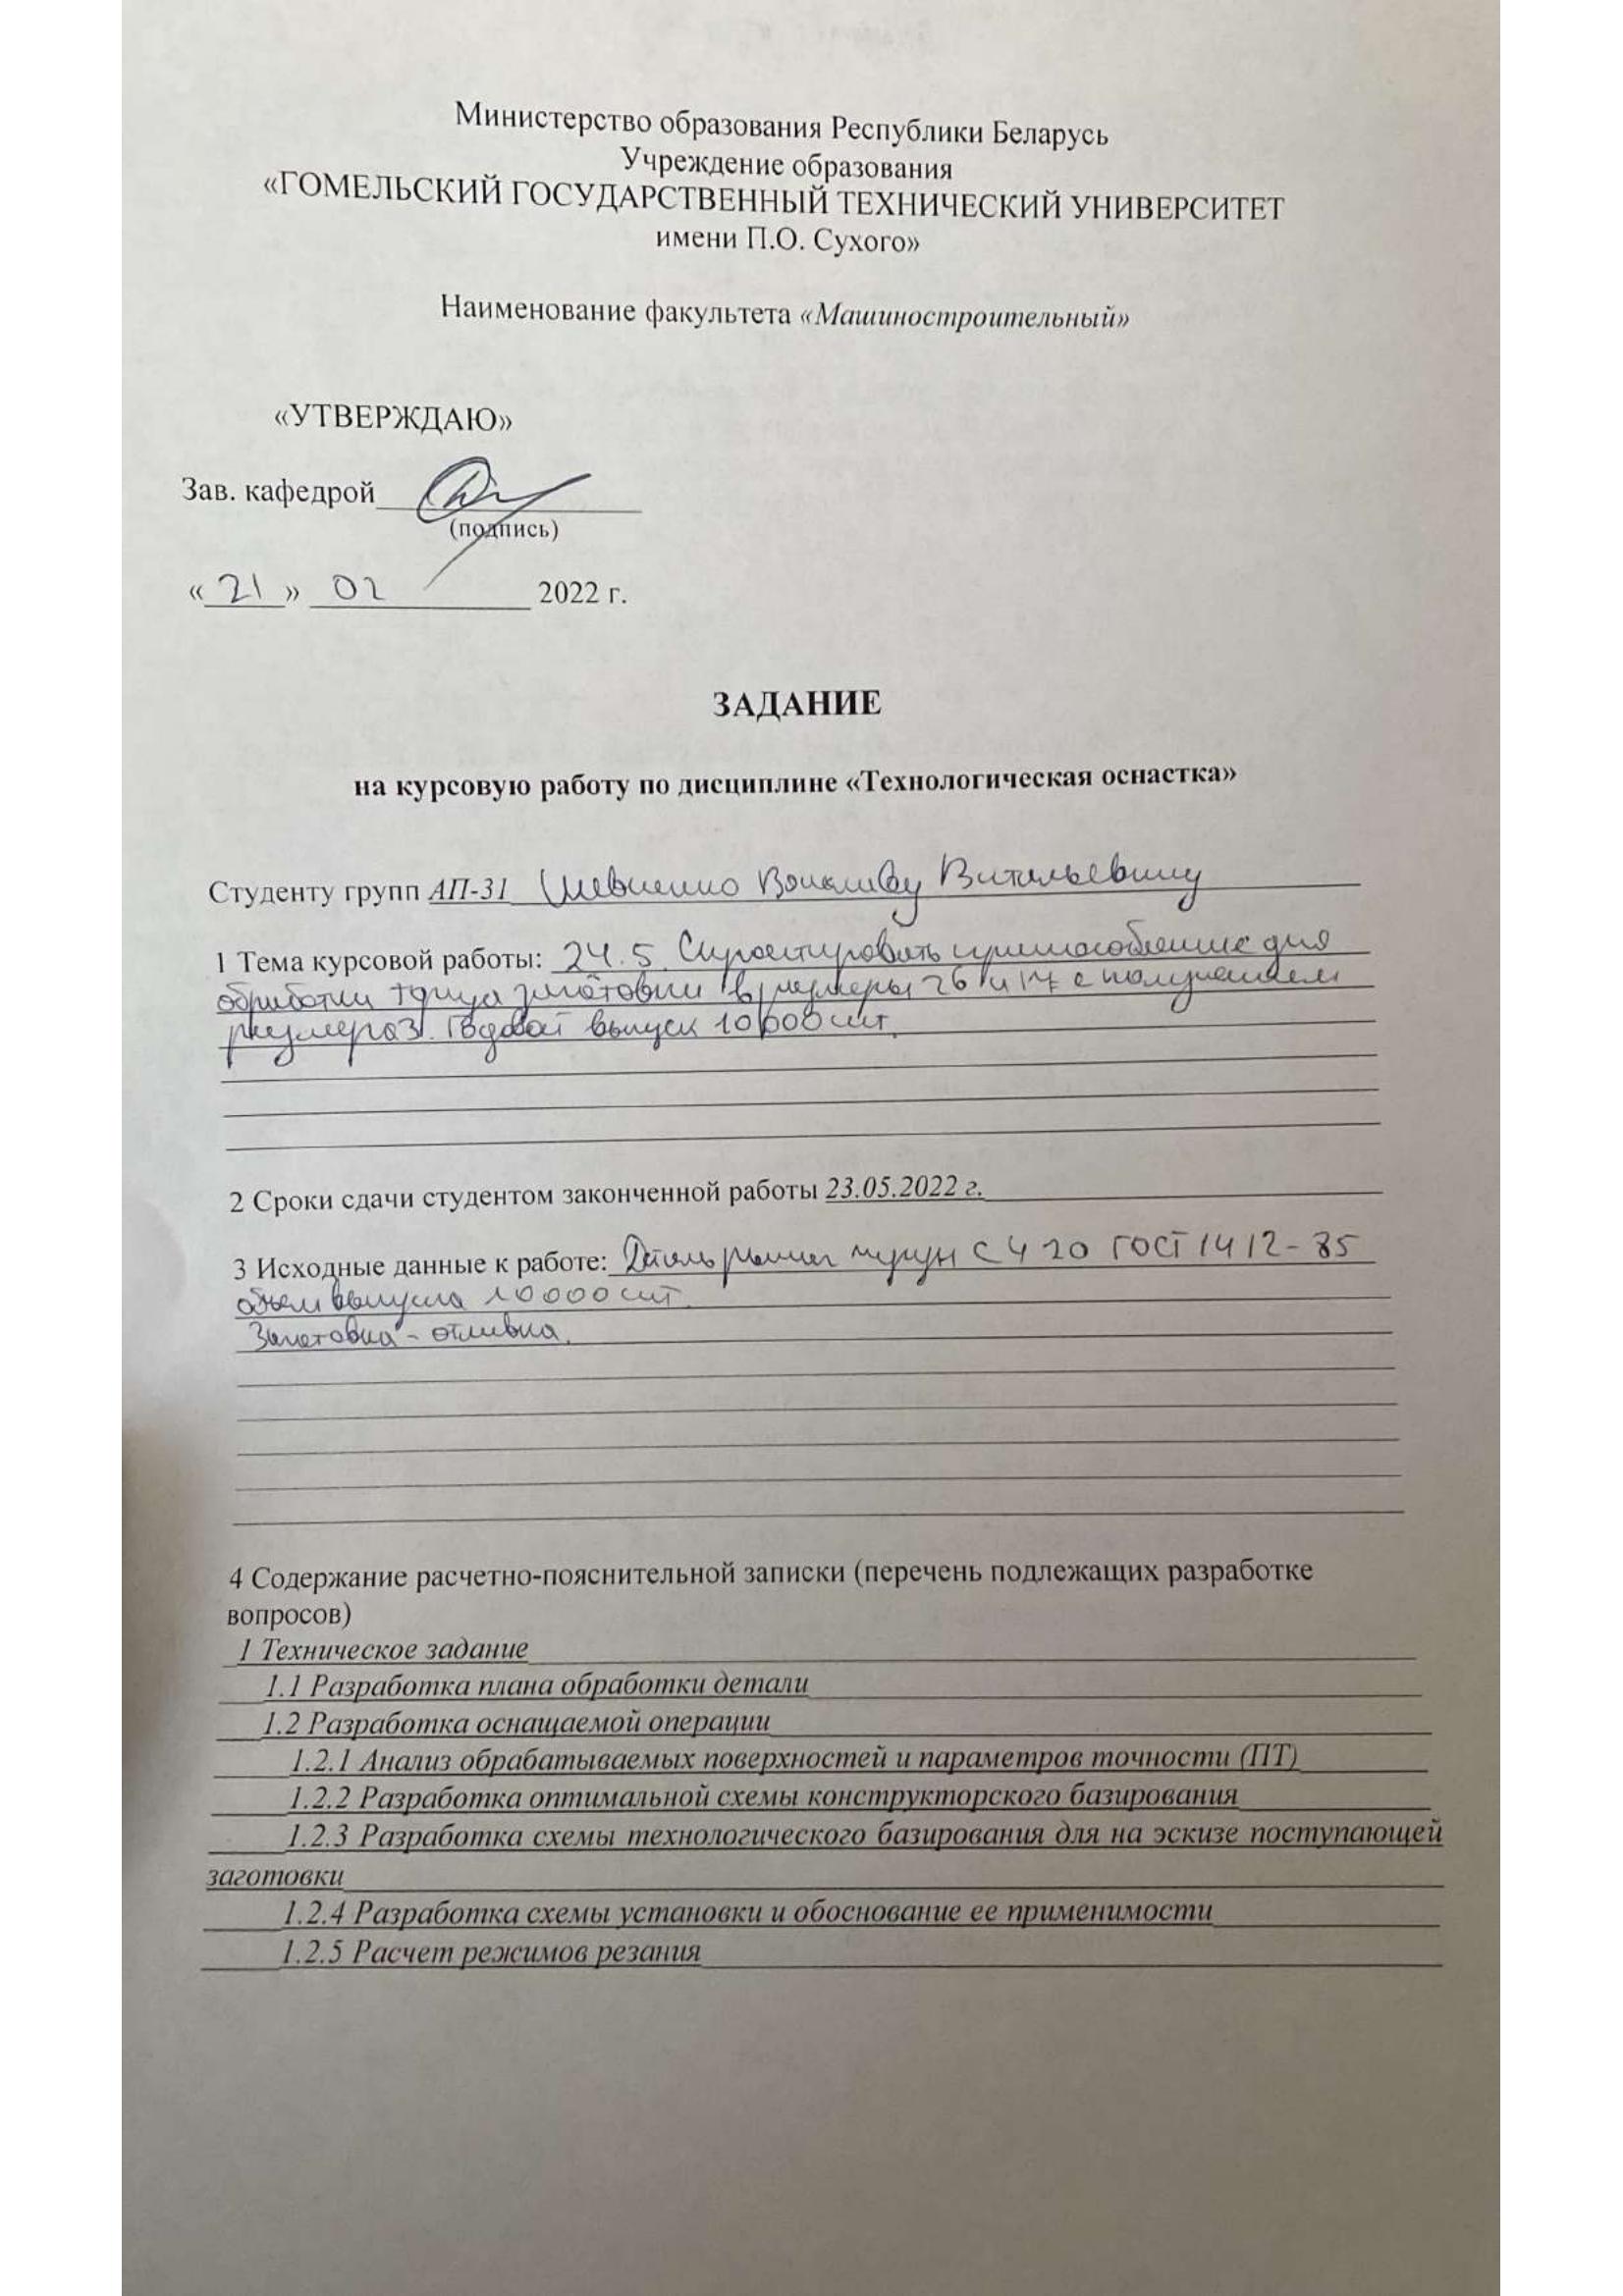 Министерство образования Республики Беларусь
Учреждение образования
«ГОМЕЛЬСКИЙ ГОСУДАРСТВЕННЫЙ ТЕХНИЧЕСКИЙ УНИВЕРСИТЕТ
имени П.О. Сухого»
Наименование факультета «Машиностроительный»
«УТВЕРЖДАЮ»
Зав. кафедрой
(подпись)
«21» 02 2022 г.
ЗАДАНИЕ
на курсовую работу по дисциплине «Технологическая оснастка»
Студенту групп АП-31 Шевченко Витальевичу
1 Тема курсовой работы: 24.5. Спроектировать приспособление для
обработки торца заготовки в размеры 26 и 17 с получением
размера 3. Годовой выпуск 10000 шт.
2 Сроки сдачи студентом законченной работы 23.05.2022 г.
3 Исходные данные к работе: Деталь рычаг чугун СЧ 20 ГОСТ 1412-85
объем выпуска 10000 шт.
Заготовка - отливка.
4 Содержание расчетно-пояснительной записки (перечень подлежащих разработке
вопросов)
1 Техническое задание
1.1 Разработка плана обработки детали
1.2 Разработка оснащаемой операции
1.2.1 Анализ обрабатываемых поверхностей и параметров точности (ПТ)
1.2.2 Разработка оптимальной схемы конструкторского базирования
1.2.3 Разработка схемы технологического базирования для на эскизе поступающей
заготовки
1.2.4 Разработка схемы установки и обоснование ее применимости
1.2.5 Расчет режимов резания